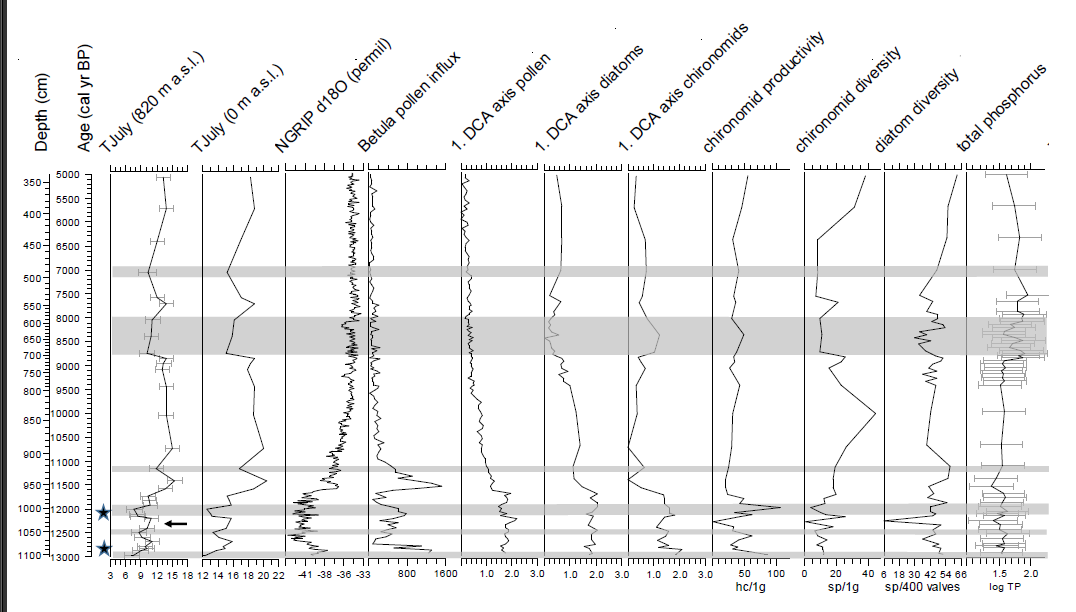 Depth (cm)
Age (cal yr BP)
TJuly (820 m a.s.l.)
TJuly (0 m a.s.l.)
NGRIP d18O (permil)
Betula pollen influx
1. DCA axis pollen
1. DCA axis diatoms
1. DCA axis chironomids
chironomid productivity
chironomid diversity
diatom diversity
total phosphorus
350
400
450
500
550
600
650
700
750
800
850
900
950
1000
1050
1100
5000
5500
6000
6500
7000
7500
8000
8500
9000
9500
10000
10500
11000
11500
12000
12500
13000
3 6 9 12 15 18
12 14 16 18 20 22
-41 -38 -36 -33
800 1600
1.0 2.0 3.0
1.0 2.0 3.0
1.0 2.0 3.0
50 100
0 20 40
6 18 30 42 54 66
1.5 2.0
hc/1g
sp/1g
sp/400 valves
log TP